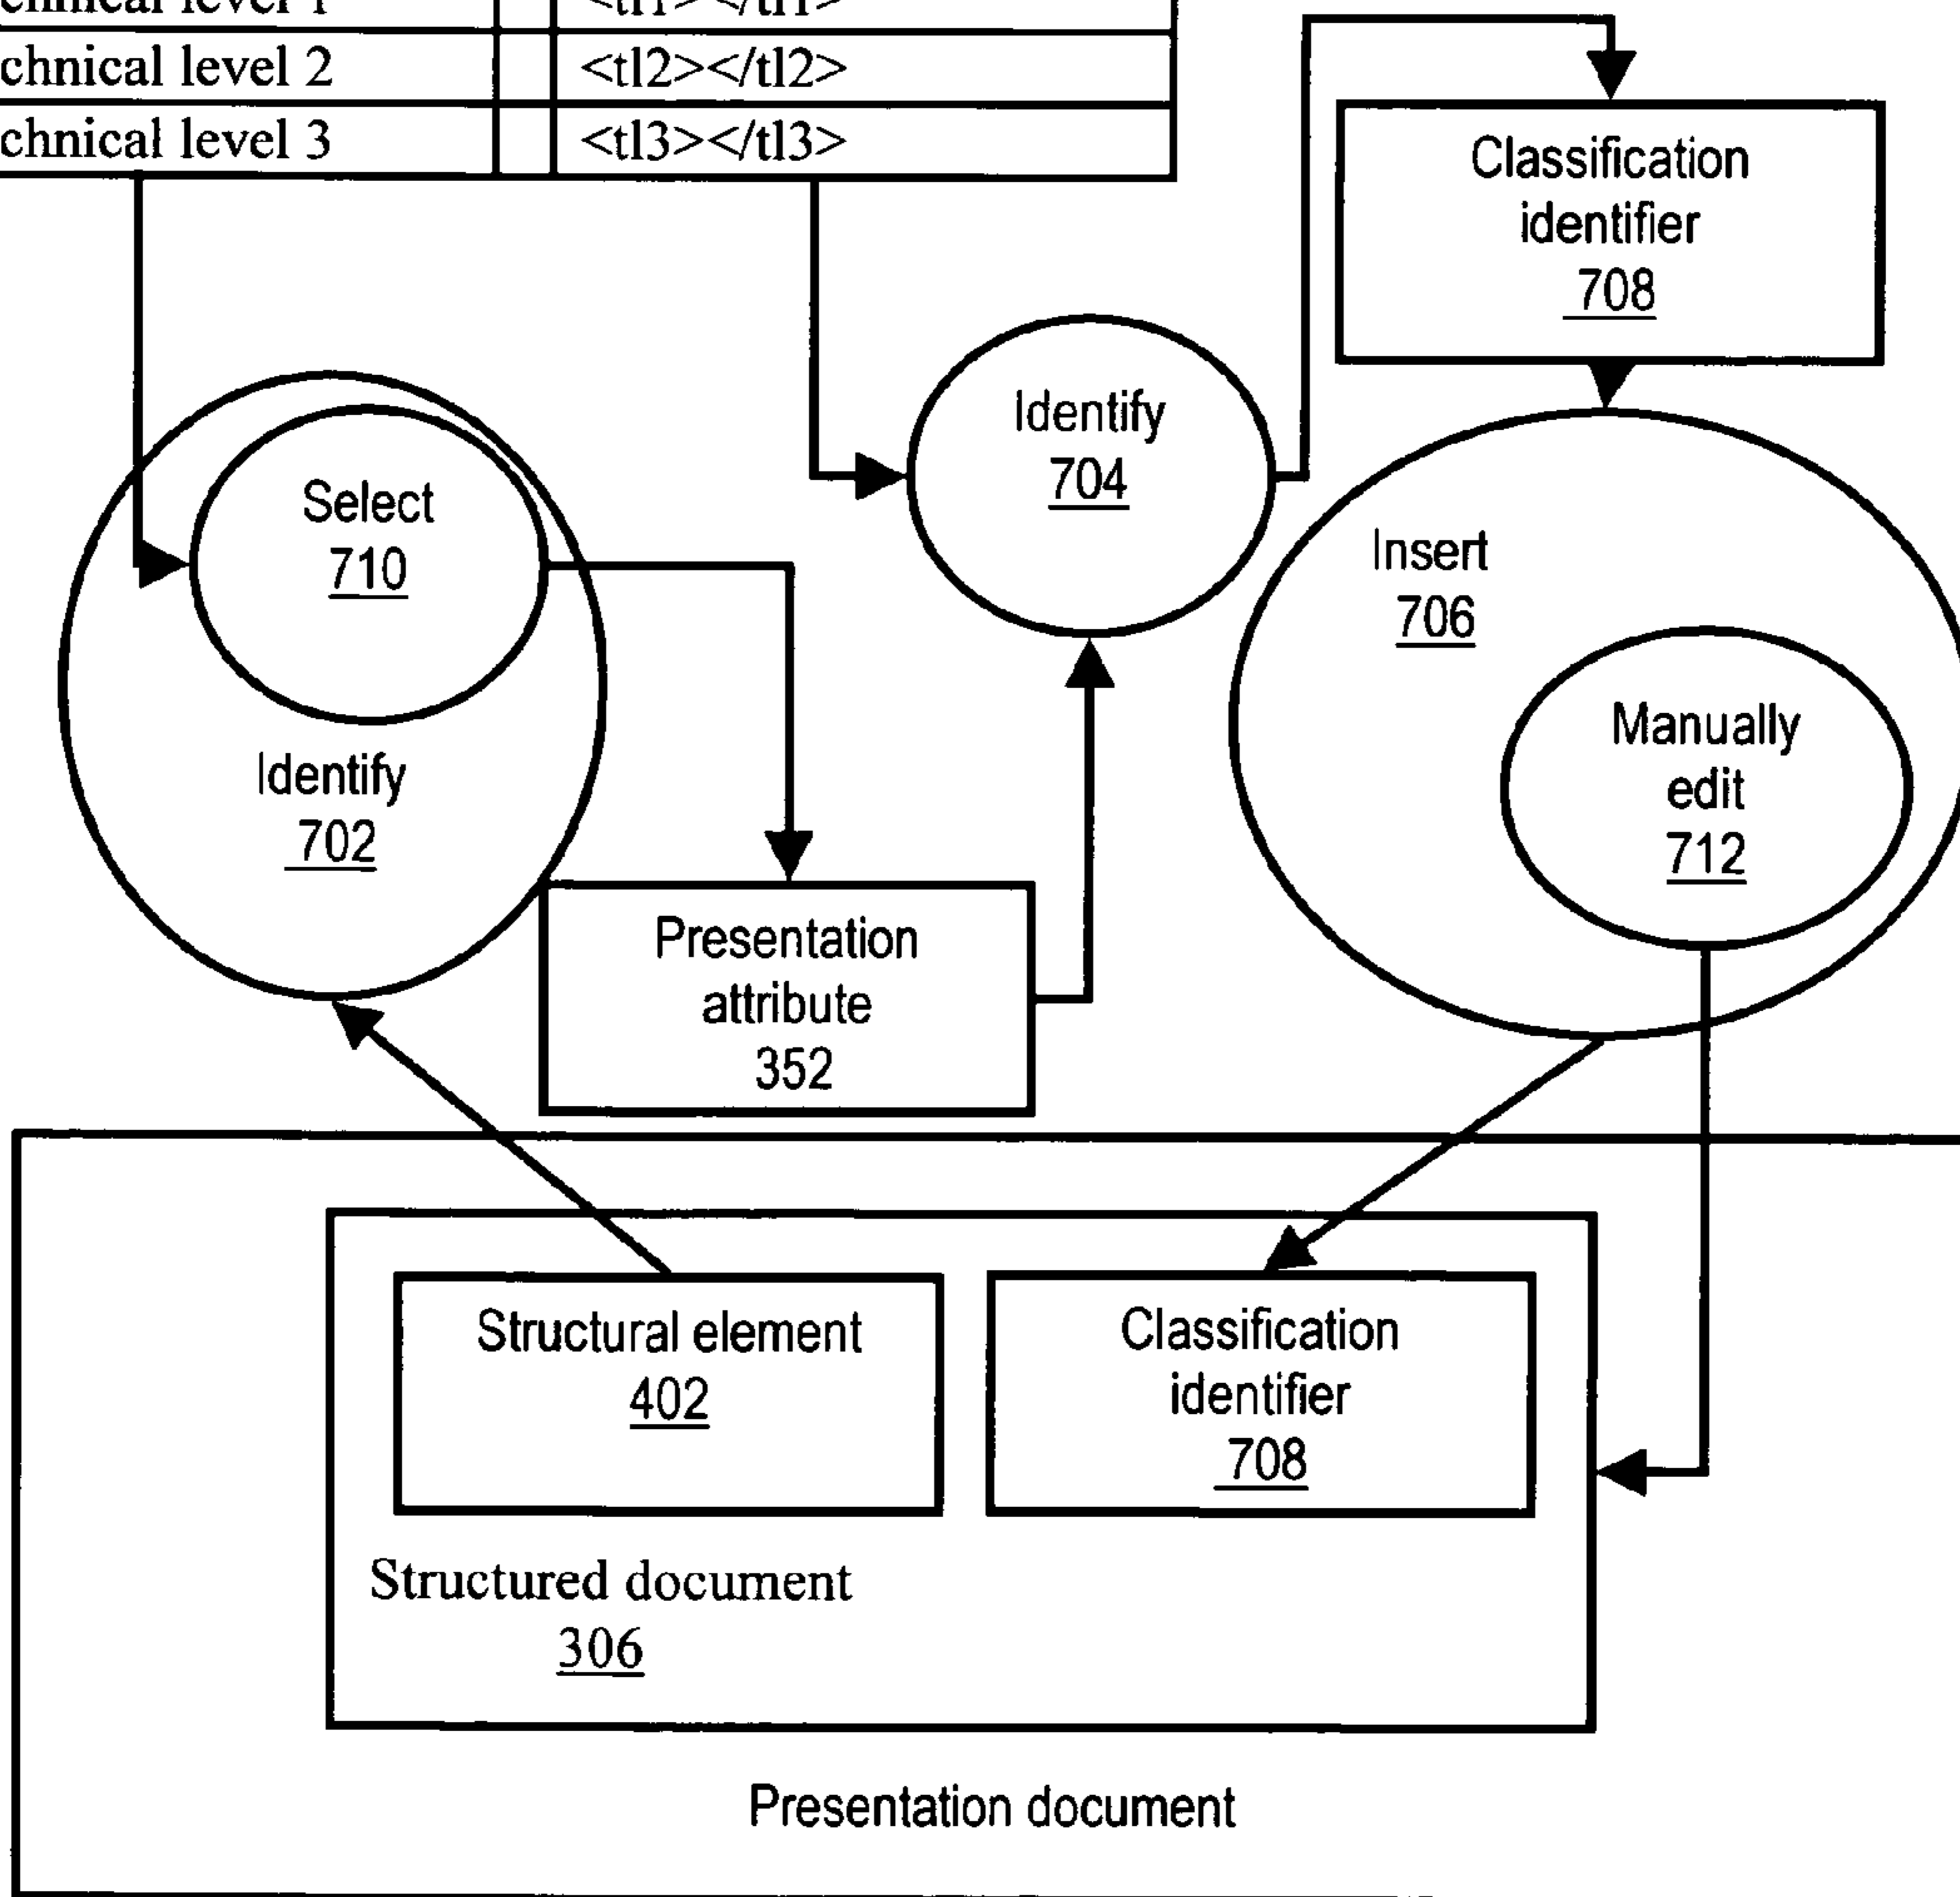 chnical level 2
<tl2></tl2>
chnical level 3
<tl3></tl3>
Classification
identifier
708
Identify
704
Select
710
Insert
706
Manually
edit
712
Identify
702
Presentation
attribute
352
Structural element
402
Classification
identifier
708
Structured document
306
Presentation document